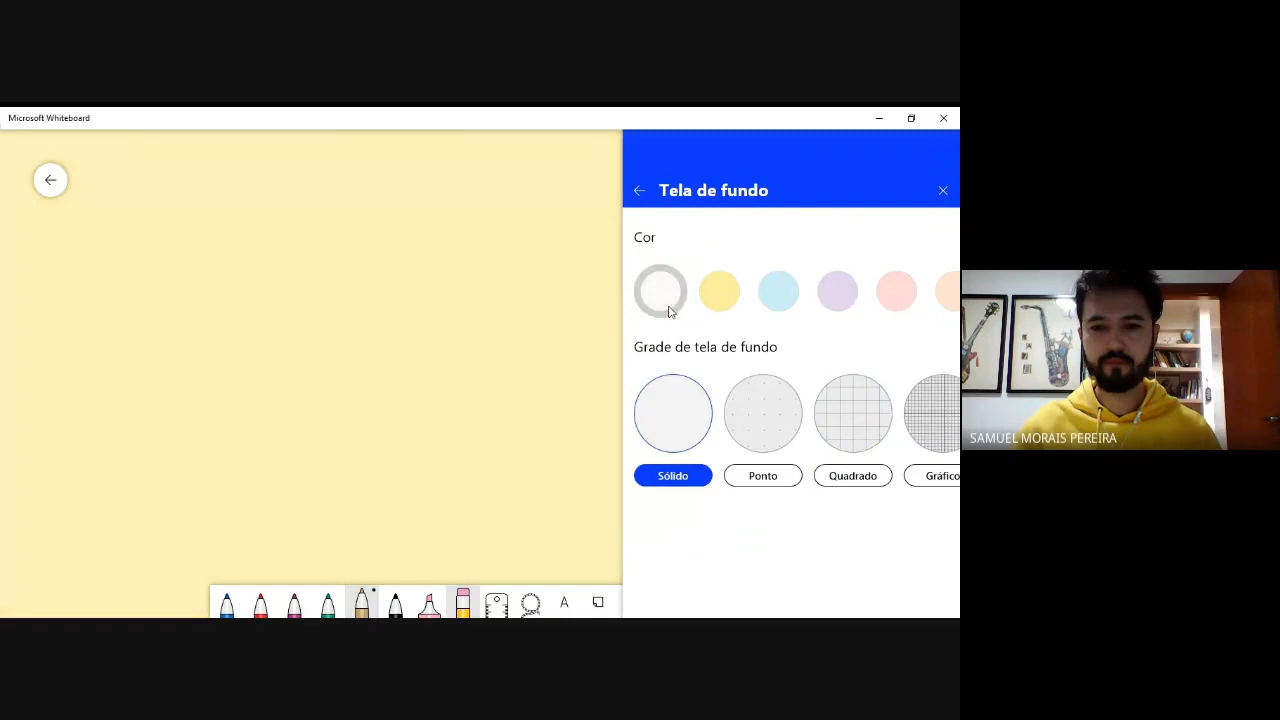 Microsoft Whiteboard
Tela de fundo
Cor
Grade de tela de fundo
Sólido
Ponto
Quadrado
Gráfico
A
SAMUEL MORAIS PEREIRA